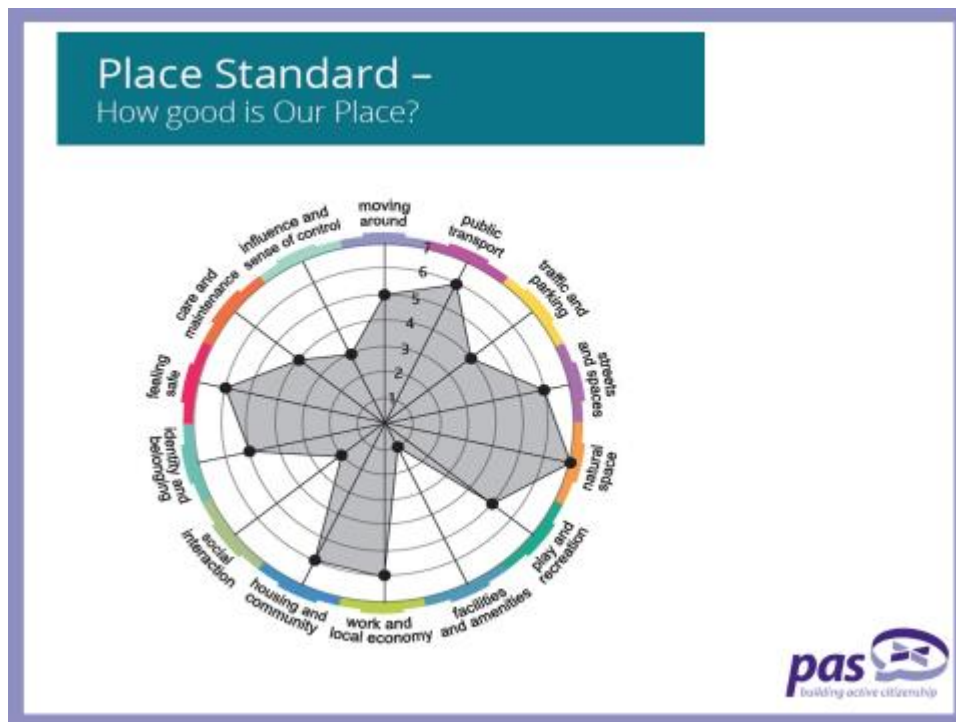 Place Standard –
How good is Our Place?
moving
around
public
transport
traffic and
parking
streets
and spaces
natural
space
play and
recreation
facilities
and amenities
work and
local economy
housing and
community
social
interaction
identity and
belonging
feeling
safe
care and
maintenance
influence and
sense of control
7
6
5
4
3
2
1
pas
building active citizenship